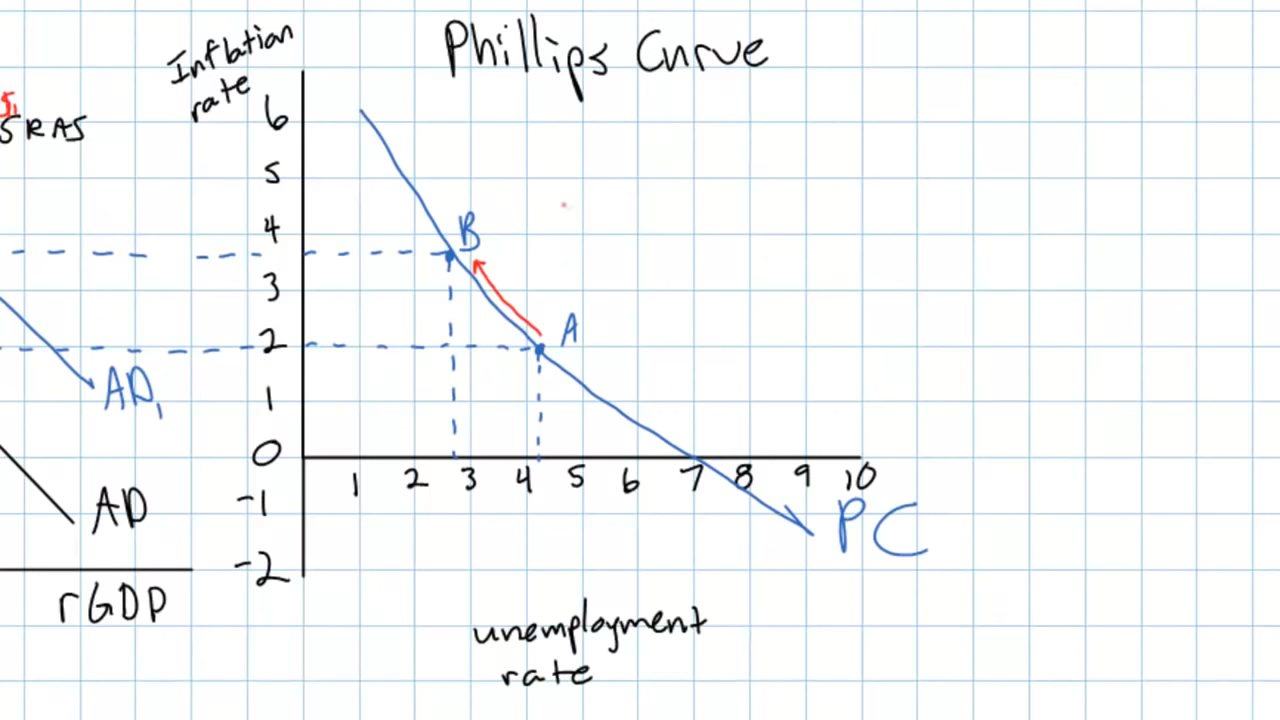 Phillips Curve
Inflation
rate
SRAS
6
5
4
3
2
1
0
-1
-2
B
A
AD₁
AD
rGDP
1 2 3 4 5 6 7 8 9 10
PC
unemployment
rate